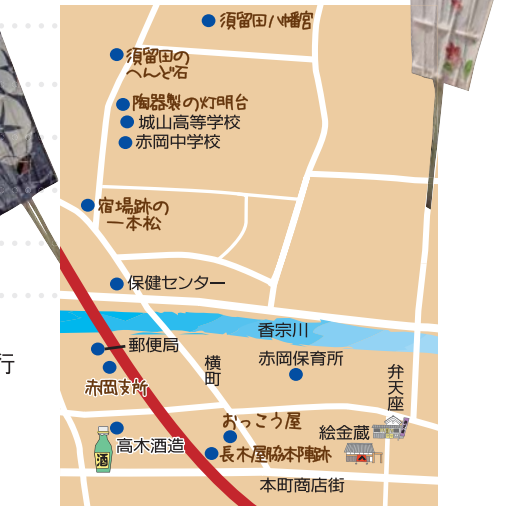 須留田八幡宮
須留田の
へんど石
陶器製の灯明台
城山高等学校
赤岡中学校
宿場跡の
一本松
保健センター
香宗川
郵便局
行
横町
赤岡保育所
弁天座
赤岡支所
おっこう屋
絵金蔵
高木酒造
酒
長木屋脇本陣跡
本町商店街